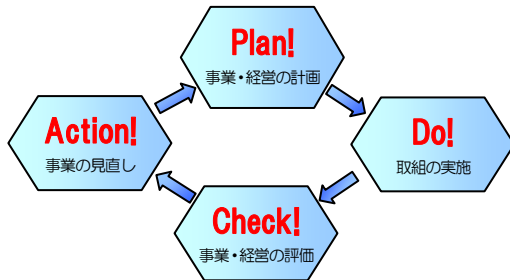 Plan!
事業・経営の計画
Do!
取組の実施
Check!
事業・経営の評価
Action!
事業の見直し